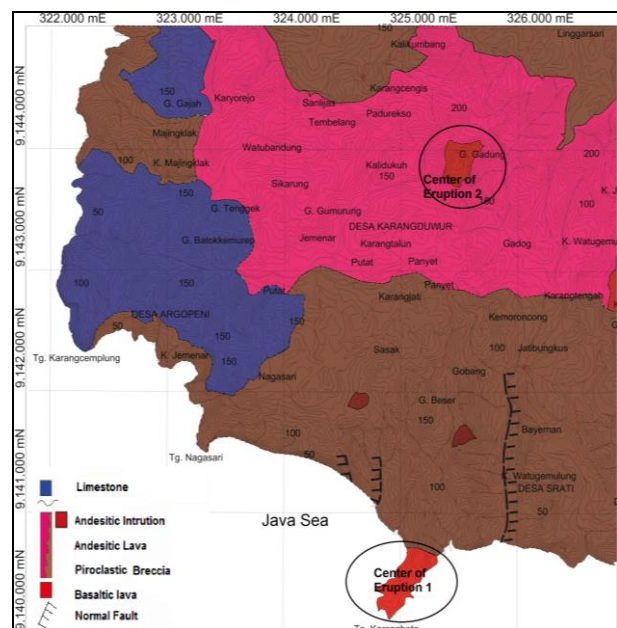 322.000 mE 323.000 mE 324.000 mE 325.000 mE 326.000 mE
9.144.000 mN
9.143.000 mN
9.142.000 mN
9.141.000 mN
9.140.000 mN
150
Linggarsari
Kalikumbang
150
G. Gajah
Karyorejo
Karangcengis
Sanlijas
Padurekso
200
Tembelang
Majingklak
Watubandung
100
K. Majingklak
Kalidukuh
150
G. Gadung
200
Center of
Eruption 2
Sikarung
150
50
G. Tenggek
G. Gumurung
100
K. J
DESA KARANGDUWUR
G. Batokkemurep
Jemenar
Karangtalun
Gadog
K. Watugemu
Putat
Panyet
100
150
Putat
Panyet
Karangjati
Karanglengab
DESA ARGOPENI
50
150
Kemoroncong
K. Jemenar
150
Sasak
100
Jatibungkus
Tg. Karangcemplung
Nagasari
Gobang
G. Beser
150
100
Bayeman
50
Tg. Nagasari
K. Watugemulung
100
DESA SRATI
50
Java Sea
Center of
Eruption 1
Limestone
Andesitic Intrution
Andesitic Lava
Piroclastic Breccia
Basaltic lava
Normal Fault